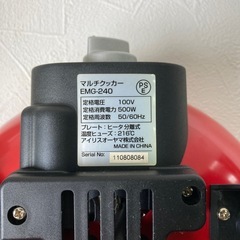 マルチクッカー
EMG-240
PS
E
定格電圧 100V
定格消費電力 500W
定格周波数 50/60Hz
プレート:ヒータ分離式
温度ヒューズ:216℃
アイリスオーヤマ株式会社
MADE IN CHINA
Serial No: 110808084